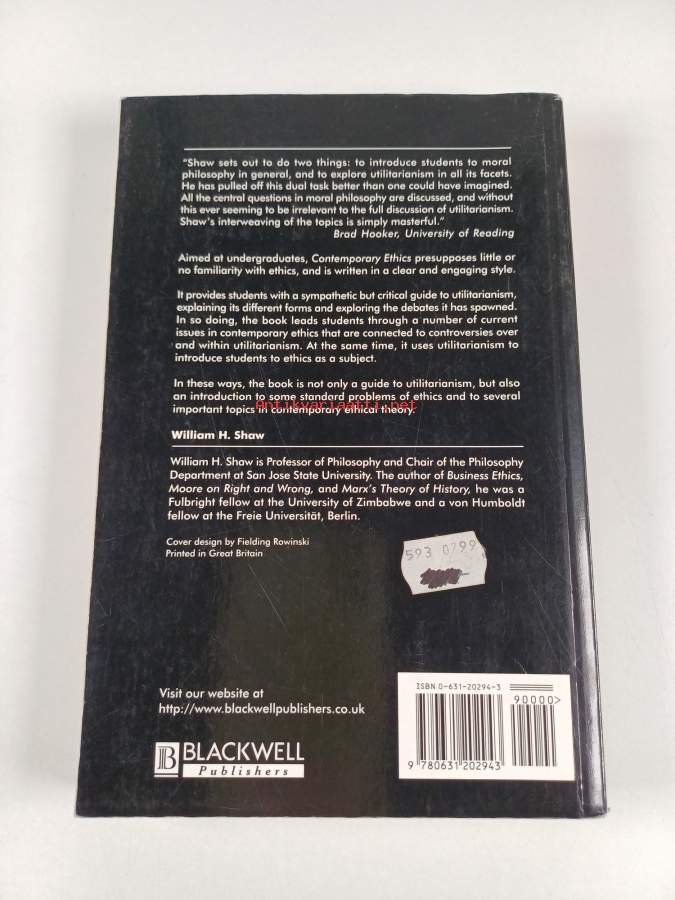 “Shaw sets out to do two things: to introduce students to moral
philosophy in general, and to explore utilitarianism in all its facets.
He has pulled off this dual task better than one could have imagined.
All the central questions in moral philosophy are discussed, and without
this ever seeming to be irrelevant to the full discussion of utilitarianism.
Shaw's interweaving of the topics is simply masterful.”
Brad Hooker, University of Reading
Aimed at undergraduates, Contemporary Ethics presupposes little or
no familiarity with ethics, and is written in a clear and engaging style.
It provides students with a sympathetic but critical guide to utilitarianism,
explaining its different forms and exploring the debates it has spawned.
In so doing, the book leads students through a number of current
issues in contemporary ethics that are connected to controversies over
and within utilitarianism. At the same time, it uses utilitarianism to
introduce students to ethics as a subject.
In these ways, the book is not only a guide to utilitarianism, but also
an introduction to some standard problems of ethics and to several
Antikvariaatti.net
important topics in contemporary ethical theory.
William H. Shaw
William H. Shaw is Professor of Philosophy and Chair of the Philosophy
Department at San Jose State University. The author of Business Ethics,
Moore on Right and Wrong, and Marx's Theory of History, he was a
Fulbright fellow at the University of Zimbabwe and a von Humboldt
fellow at the Freie Universität, Berlin.
Cover design by Fielding Rowinski
Printed in Great Britain
593 0799
ISBN 0-631-20294-3
90000>
Visit our website at
http://www.blackwellpublishers.co.uk
B BLACKWELL
Publishers
9 780631 202943